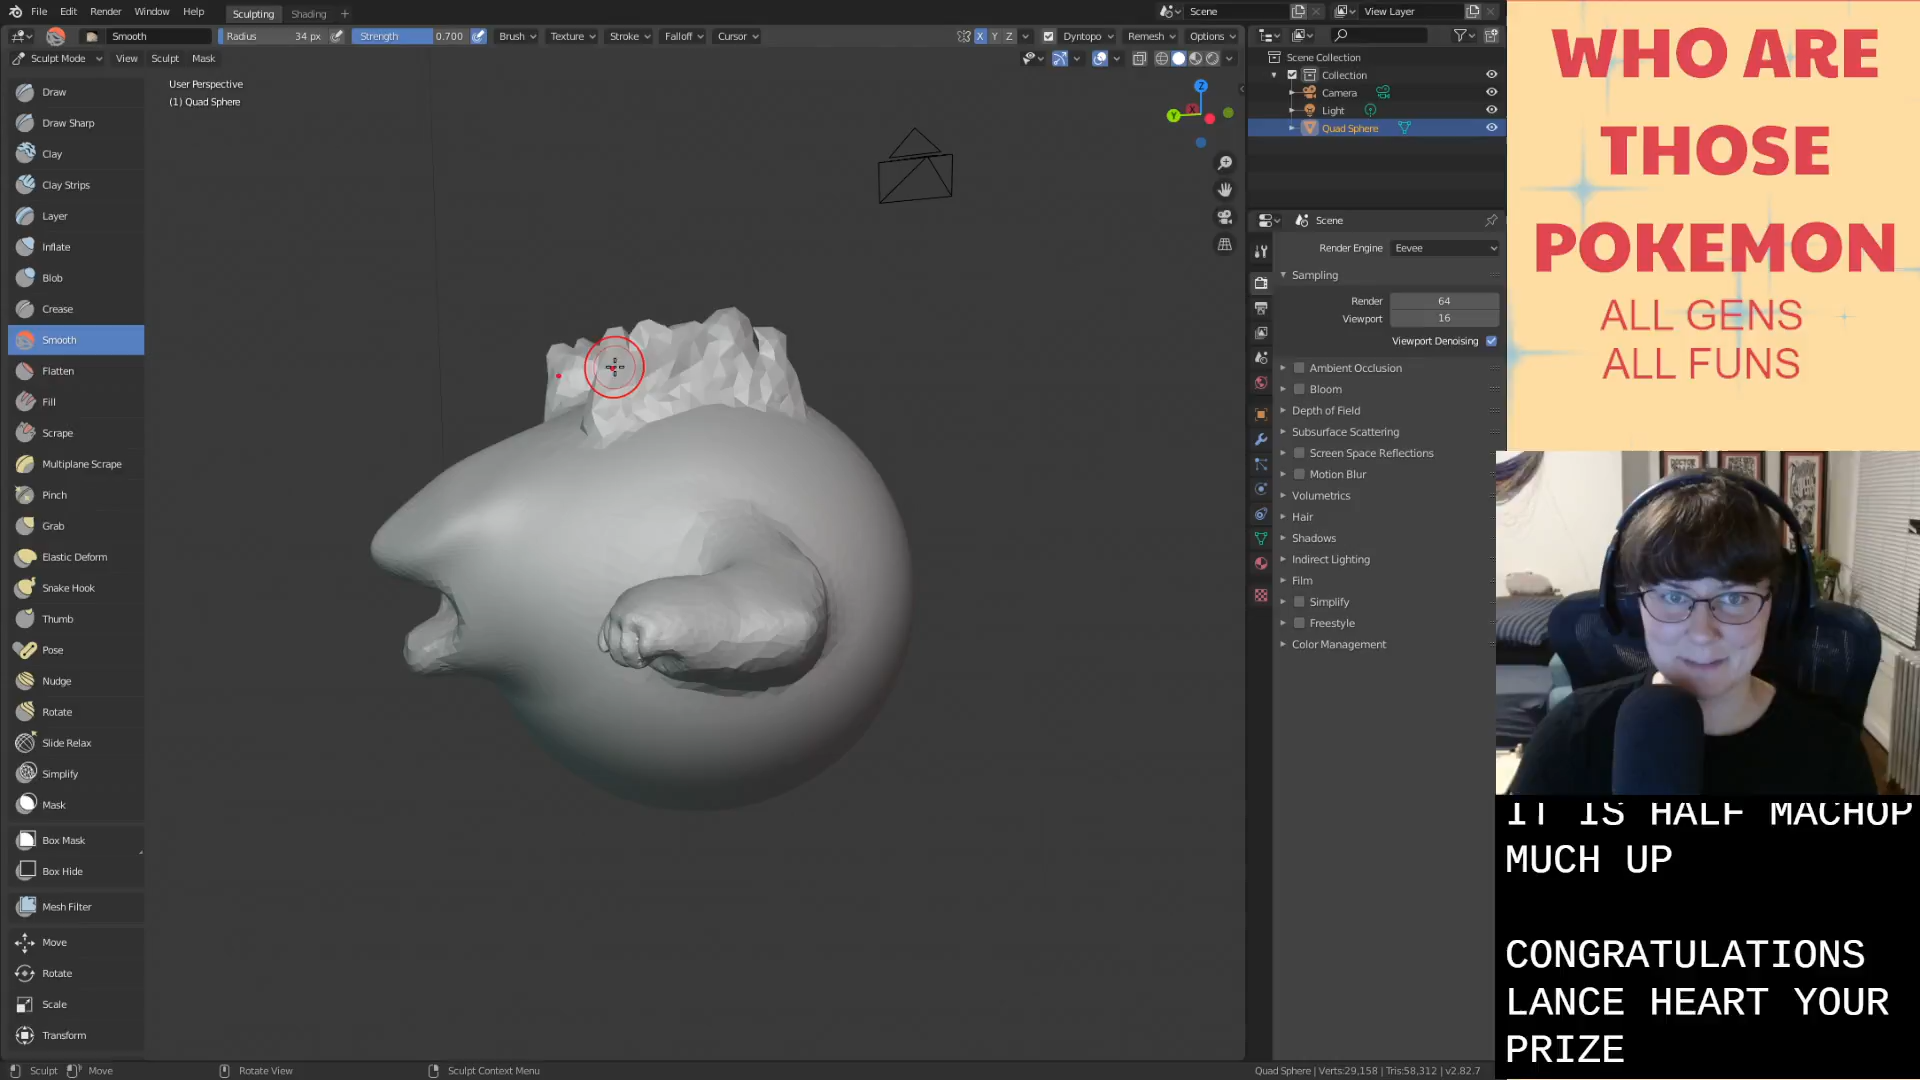 File Edit Render Window Help Sculpting Shading + Scene View Layer
Smooth Radius 34 px Strength 0.700 Brush Texture Stroke Falloff Cursor X Y Z Dyntopo Remesh Options
Sculpt Mode View Sculpt Mask
User Perspective
(1) Quad Sphere
Draw
Draw Sharp
Clay
Clay Strips
Layer
Inflate
Blob
Crease
Smooth
Flatten
Fill
Scrape
Multiplane Scrape
Pinch
Grab
Elastic Deform
Snake Hook
Thumb
Pose
Nudge
Rotate
Slide Relax
Simplify
Mask
Box Mask
Box Hide
Mesh Filter
Move
Rotate
Scale
Transform
Z
Y
X
Scene Collection
Collection
Camera
Light
Quad Sphere
Scene
Render Engine Eevee
Sampling
Render 64
Viewport 16
Viewport Denoising
Ambient Occlusion
Bloom
Depth of Field
Subsurface Scattering
Screen Space Reflections
Motion Blur
Volumetrics
Hair
Shadows
Indirect Lighting
Film
Simplify
Freestyle
Color Management
WHO ARE
THOSE
POKEMON
ALL GENS
ALL FUNS
IT IS HALF MACHOP
MUCH UP
CONGRATULATIONS
LANCE HEART YOUR
PRIZE
Sculpt Move Rotate View Sculpt Context Menu Quad Sphere | Verts:29,158 | Tris:58,312 | v2.82.7